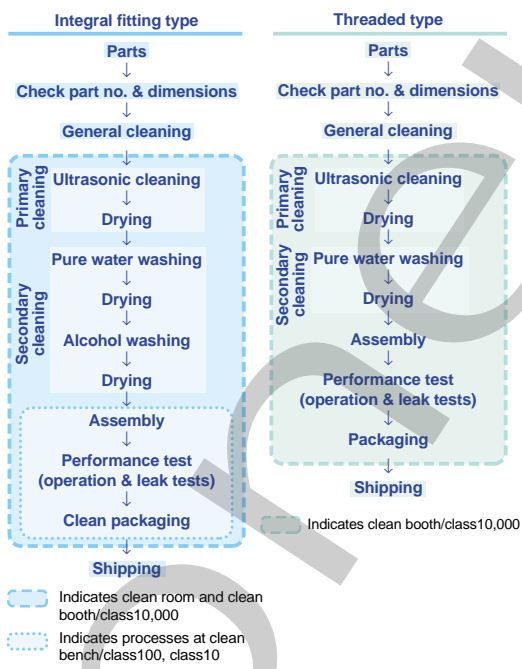 Integral fitting type
Parts
Check part no. & dimensions
General cleaning
Primary
cleaning
Ultrasonic cleaning
Drying
Secondary
cleaning
Pure water washing
Drying
Alcohol washing
Drying
Assembly
Performance test
(operation & leak tests)
Clean packaging
Shipping
Indicates clean room and clean
booth/class10,000
Indicates processes at clean
bench/class100, class10
Threaded type
Parts
Check part no. & dimensions
General cleaning
Primary
cleaning
Ultrasonic cleaning
Drying
Secondary
cleaning
Pure water washing
Drying
Assembly
Performance test
(operation & leak tests)
Packaging
Shipping
Indicates clean booth/class10,000